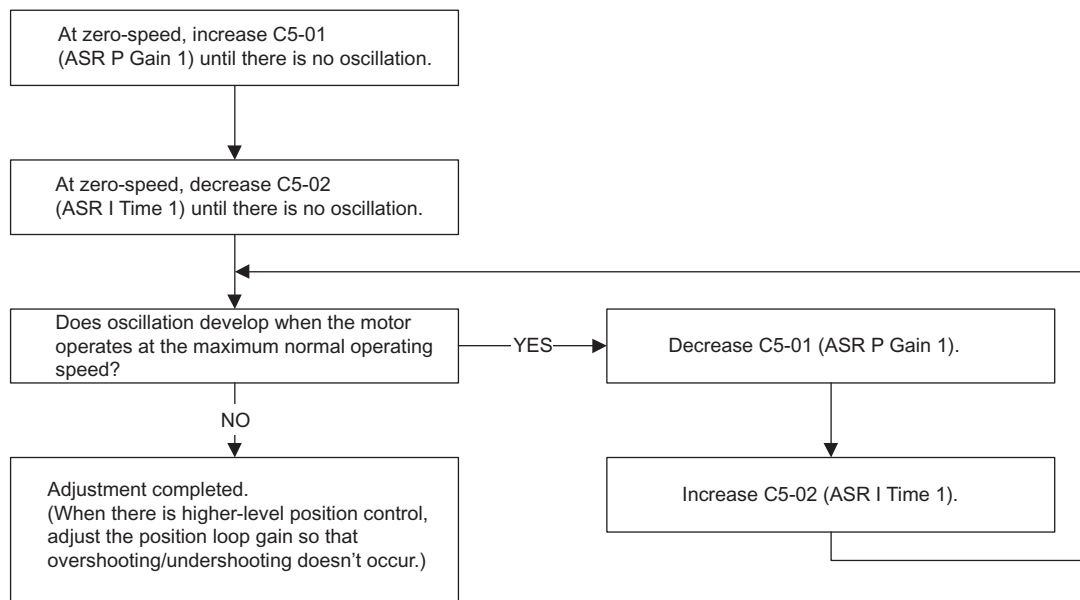 At zero-speed, increase C5-01
(ASR P Gain 1) until there is no oscillation.
At zero-speed, decrease C5-02
(ASR I Time 1) until there is no oscillation.
Does oscillation develop when the motor
operates at the maximum normal operating
speed?
YES
Decrease C5-01 (ASR P Gain 1).
NO
Increase C5-02 (ASR I Time 1).
Adjustment completed.
(When there is higher-level position control,
adjust the position loop gain so that
overshooting/undershooting doesn’t occur.)